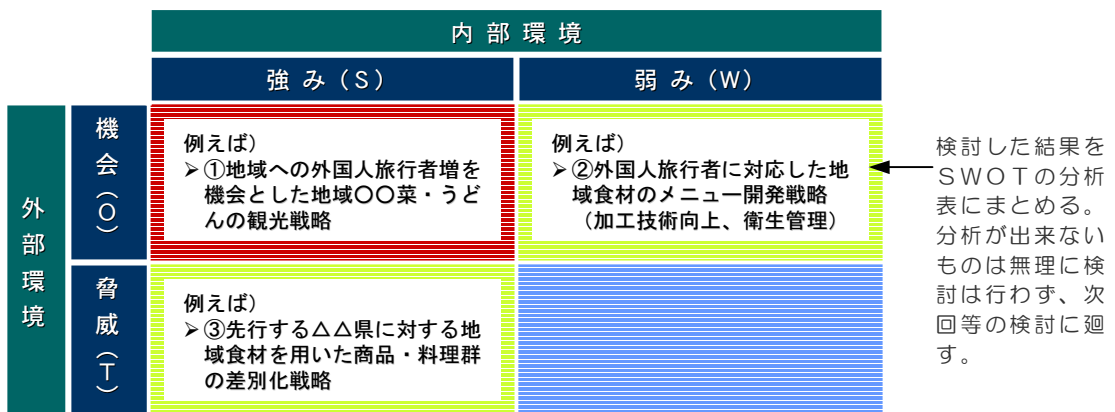 内部環境
強み（S）
弱み（W）
外部環境
機会（O）
例えば）
➢①地域への外国人旅行者増を
機会とした地域〇〇菜・うど
んの観光戦略
例えば）
➢②外国人旅行者に対応した地
域食材のメニュー開発戦略
（加工技術向上、衛生管理）
脅威（T）
例えば）
➢③先行する△△県に対する地
域食材を用いた商品・料理群
の差別化戦略
検討した結果を
ＳＷＯＴの分析
表にまとめる。
分析が出来ない
ものは無理に検
討は行わず、次
回等の検討に廻
す。